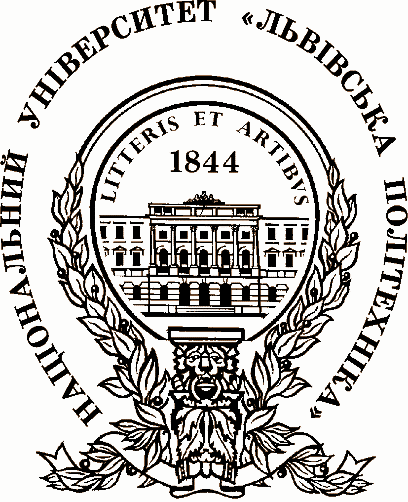 НАЦІОНАЛЬНИЙ УНІВЕРСИТЕТ «ЛЬВІВСЬКА ПОЛІТЕХНІКА»
LITTERIS ET ARTIBVS
1844